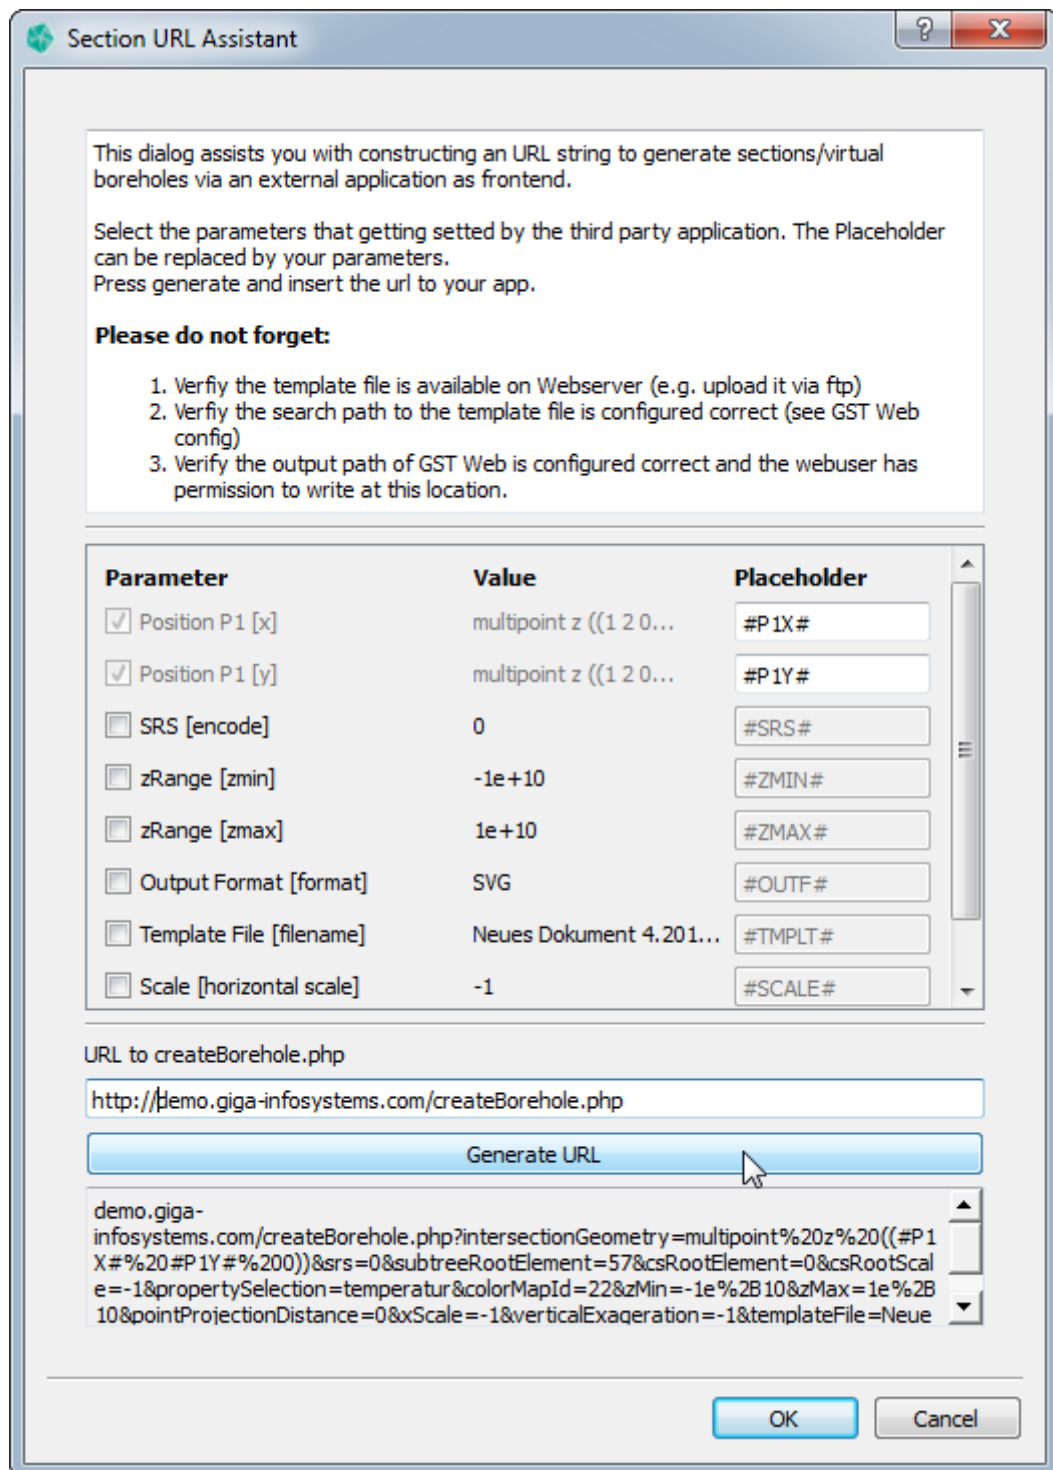 Section URL Assistant
This dialog assists you with constructing an URL string to generate sections/virtual
boreholes via an external application as frontend.
Select the parameters that getting setted by the third party application. The Placeholder
can be replaced by your parameters.
Press generate and insert the url to your app.
Please do not forget:
1. Verfiy the template file is available on Webserver (e.g. upload it via ftp)
2. Verfiy the search path to the template file is configured correct (see GST Web
config)
3. Verify the output path of GST Web is configured correct and the webuser has
permission to write at this location.
Parameter Value Placeholder
Position P1 [x] multipoint z ((1 2 0... #P1X#
Position P1 [y] multipoint z ((1 2 0... #P1Y#
SRS [encode] 0 #SRS#
zRange [zmin] -1e+10 #ZMIN#
zRange [zmax] 1e+10 #ZMAX#
Output Format [format] SVG #OUTF#
Template File [filename] Neues Dokument 4.201... #TMPLT#
Scale [horizontal scale] -1 #SCALE#
URL to createBorehole.php
http://demo.giga-infosystems.com/createBorehole.php
Generate URL
demo.giga-
infosystems.com/createBorehole.php?intersectionGeometry=multipoint%20z%20((#P1
X#%20#P1Y#%200))&srs=0&subtreeRootElement=57&csRootElement=0&csRootScal
e=-1&propertySelection=temperatur&colorMapId=22&zMin=-1e%2B10&zMax=1e%2B
10&pointProjectionDistance=0&xScale=-1&verticalExageration=-1&templateFile=Neue
OK Cancel